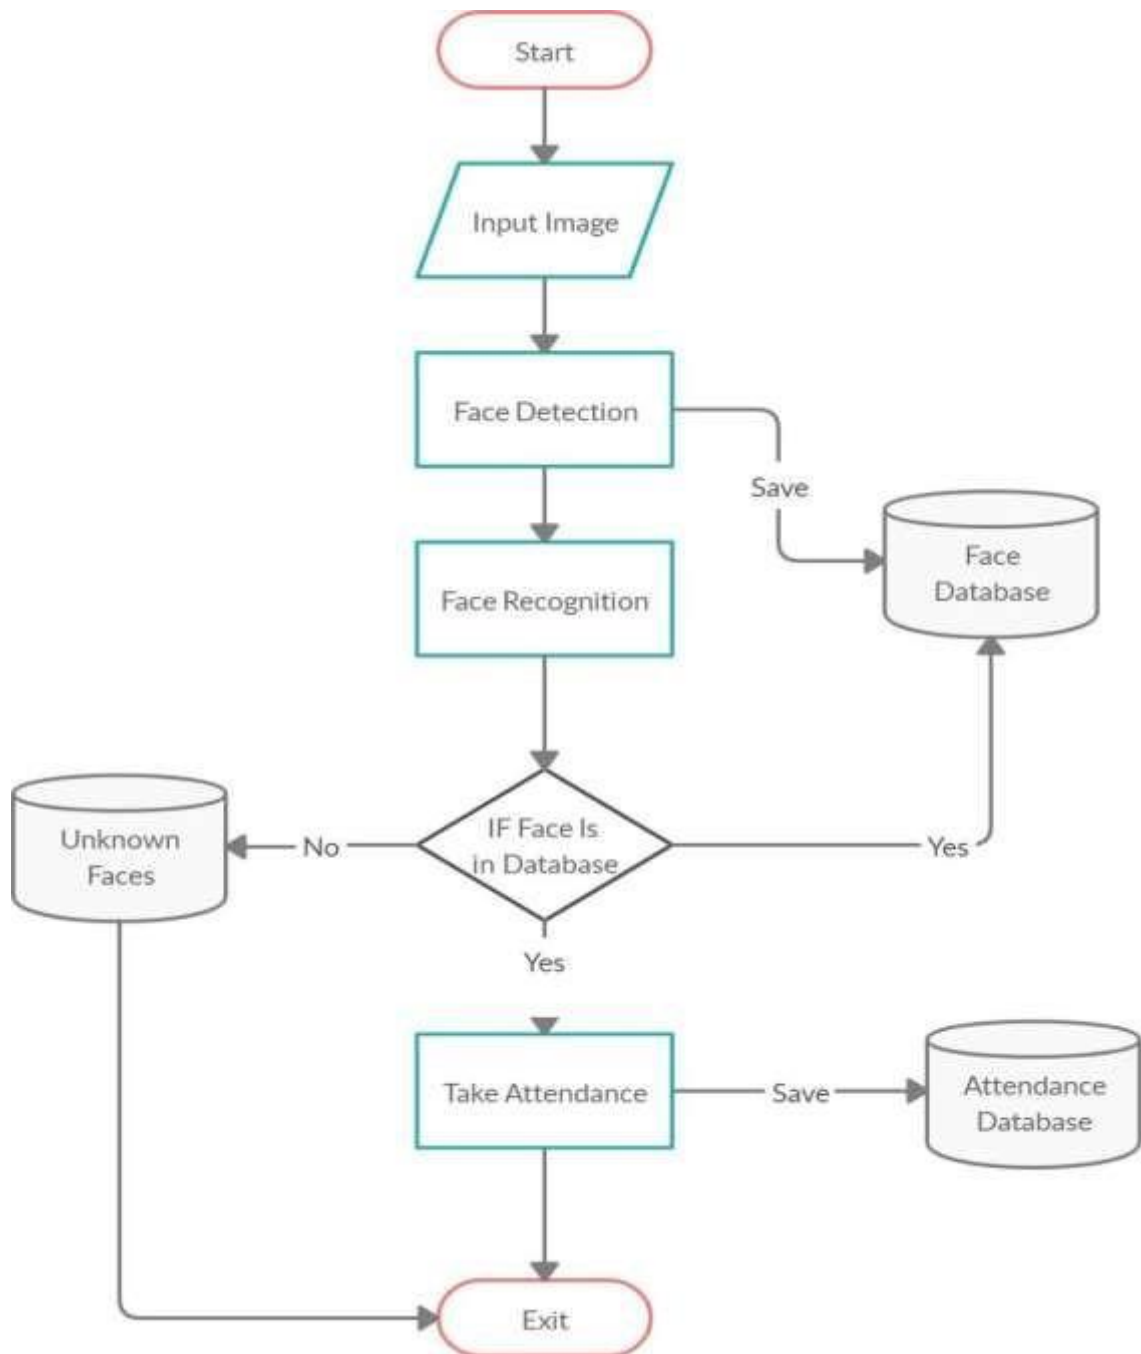 Start
Input Image
Face Detection
Save
Face
Database
Face Recognition
IF Face Is
in Database
No
Unknown
Faces
Yes
Yes
Take Attendance
Save
Attendance
Database
Exit